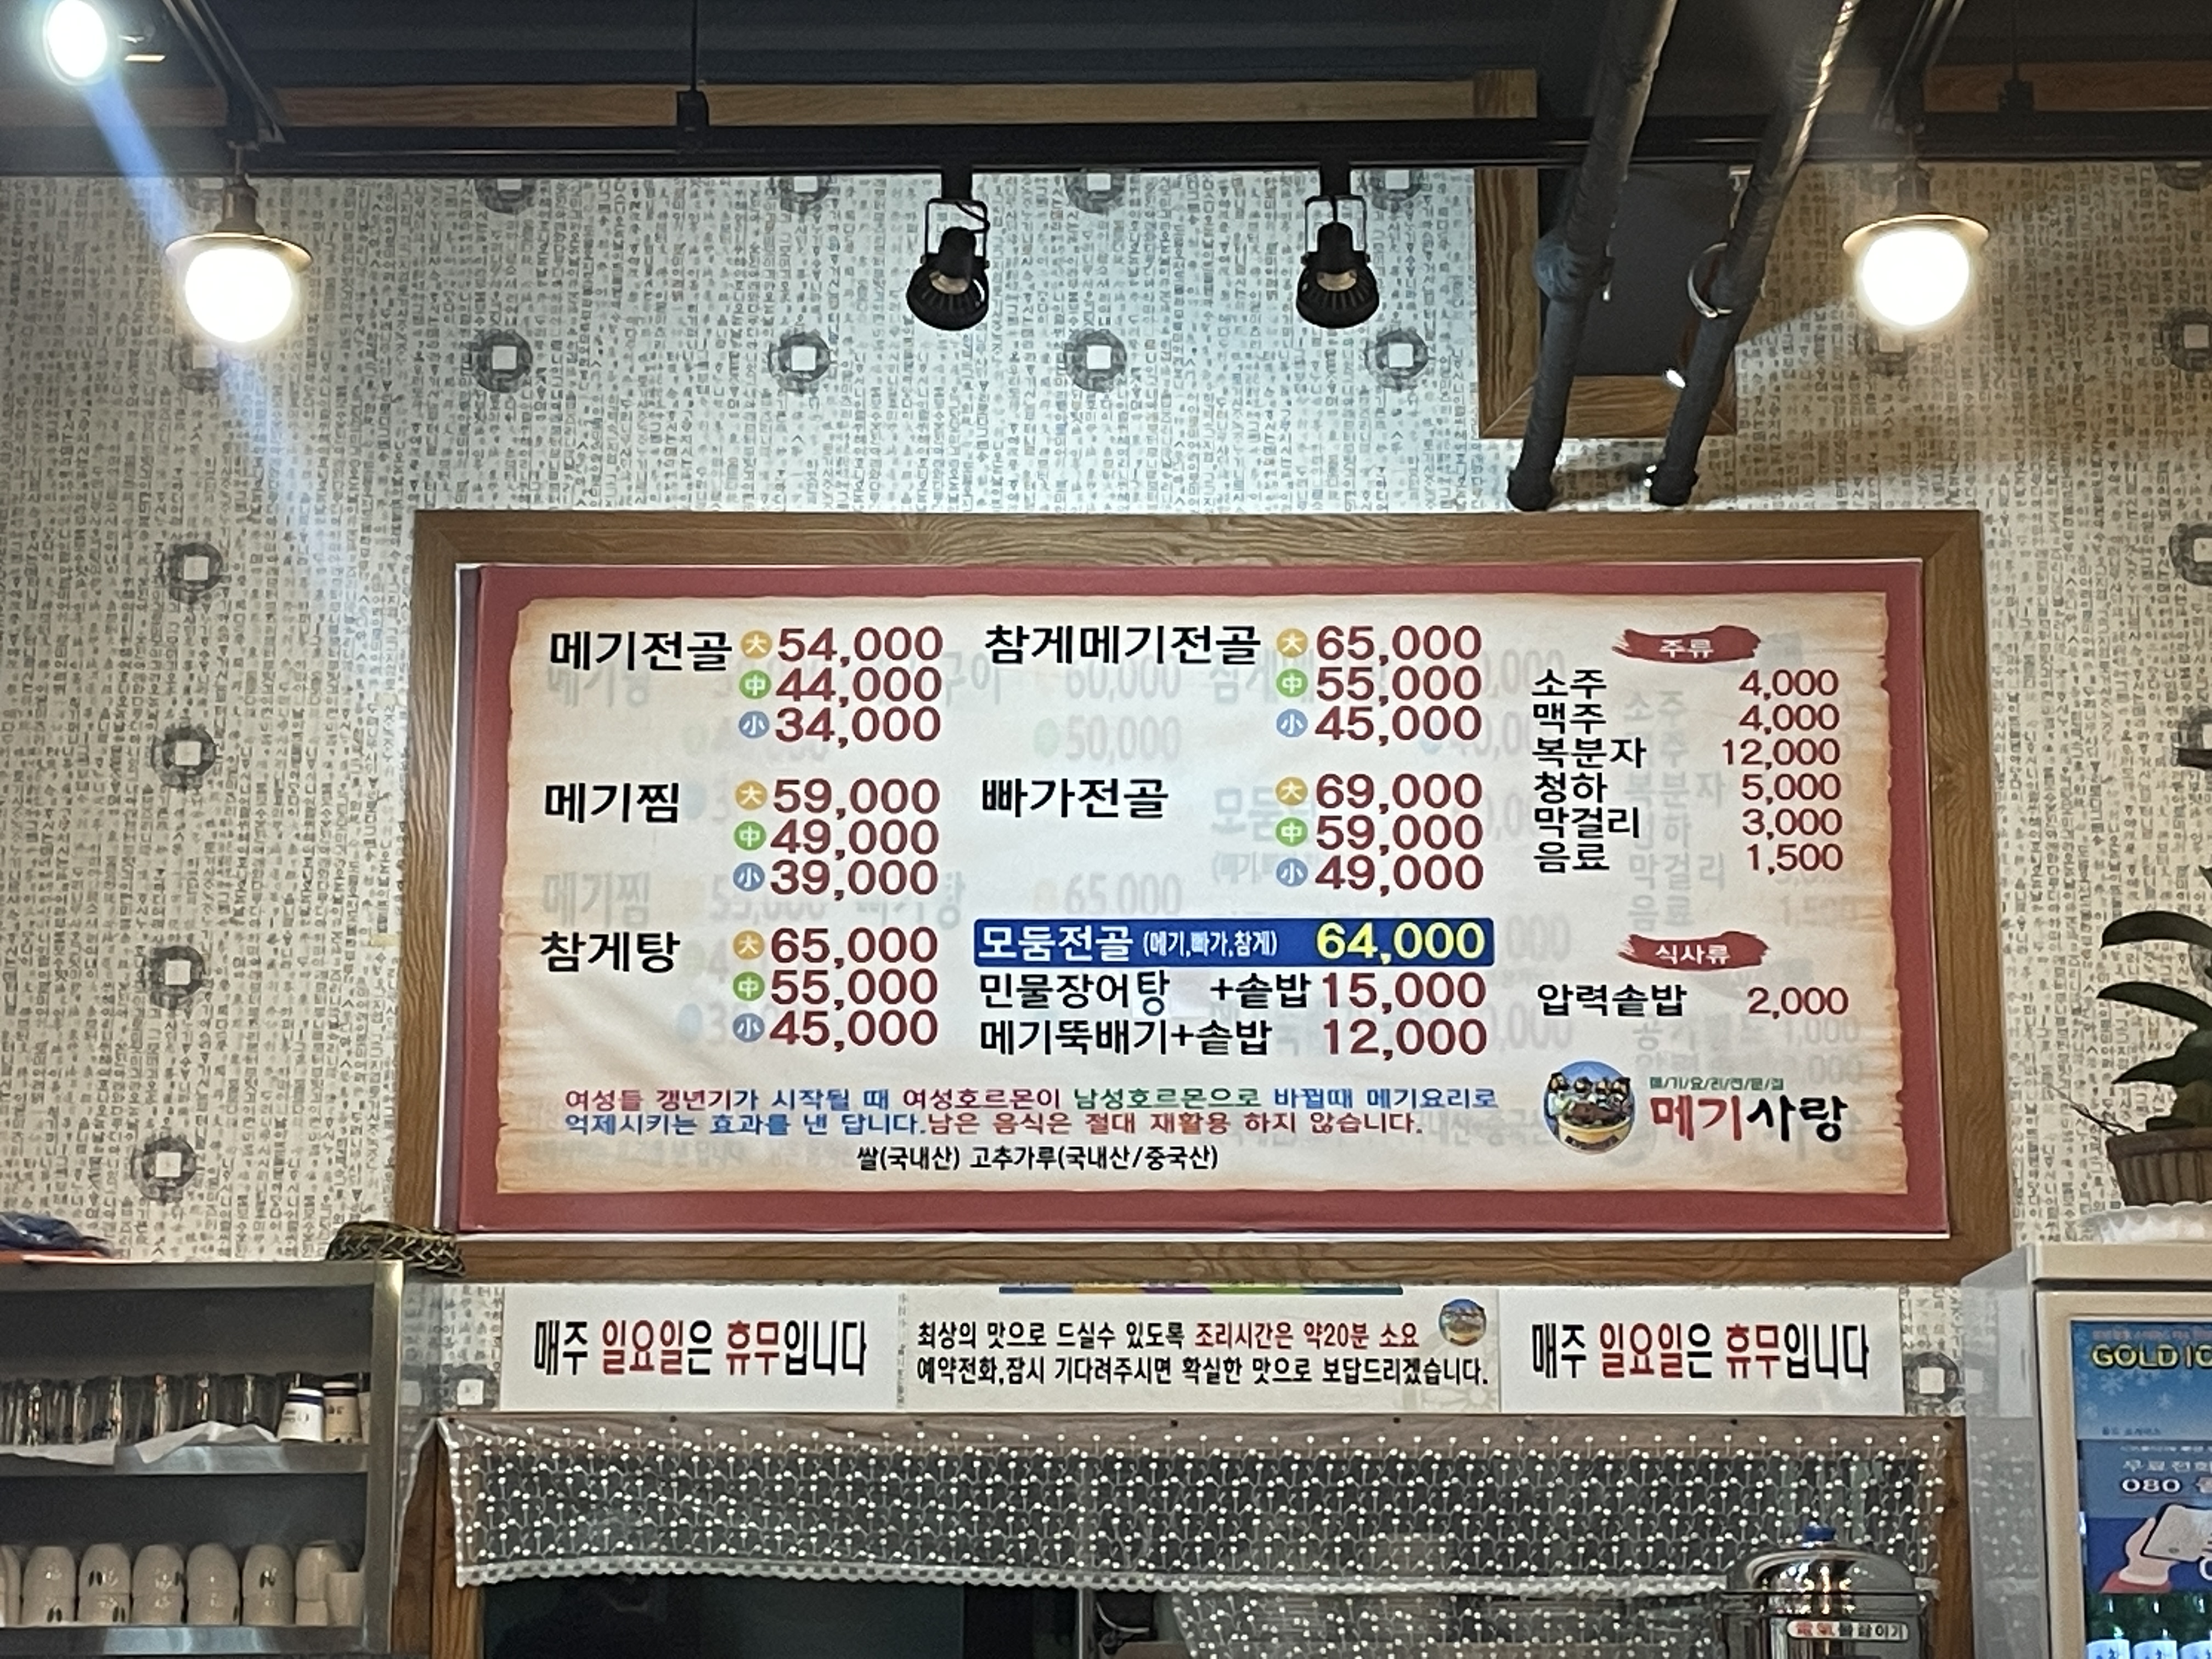 메기전골 大 54,000
中 44,000
小 34,000
메기찜 大 59,000
中 49,000
小 39,000
참게탕 大 65,000
中 55,000
小 45,000
참게메기전골 大 65,000
中 55,000
小 45,000
빠가전골 大 69,000
中 59,000
小 49,000
모둠전골 (메기,빠가,참게) 64,000
민물장어탕 +솥밥 15,000
메기뚝배기+솥밥 12,000
주류
소주 4,000
맥주 4,000
복분자 12,000
청하 5,000
막걸리 3,000
음료 1,500
식사류
압력솥밥 2,000
여성들 갱년기가 시작될 때 여성호르몬이 남성호르몬으로 바뀔때 메기요리로
억제시키는 효과를 낸 답니다.남은 음식은 절대 재활용 하지 않습니다.
쌀(국내산) 고추가루(국내산/중국산)
메/기/요/리/전/문/점
메기사랑
매주 일요일은 휴무입니다
최상의 맛으로 드실수 있도록 조리시간은 약20분 소요
예약전화,잠시 기다려주시면 확실한 맛으로 보답드리겠습니다.
매주 일요일은 휴무입니다
GOLD
무료전화
080